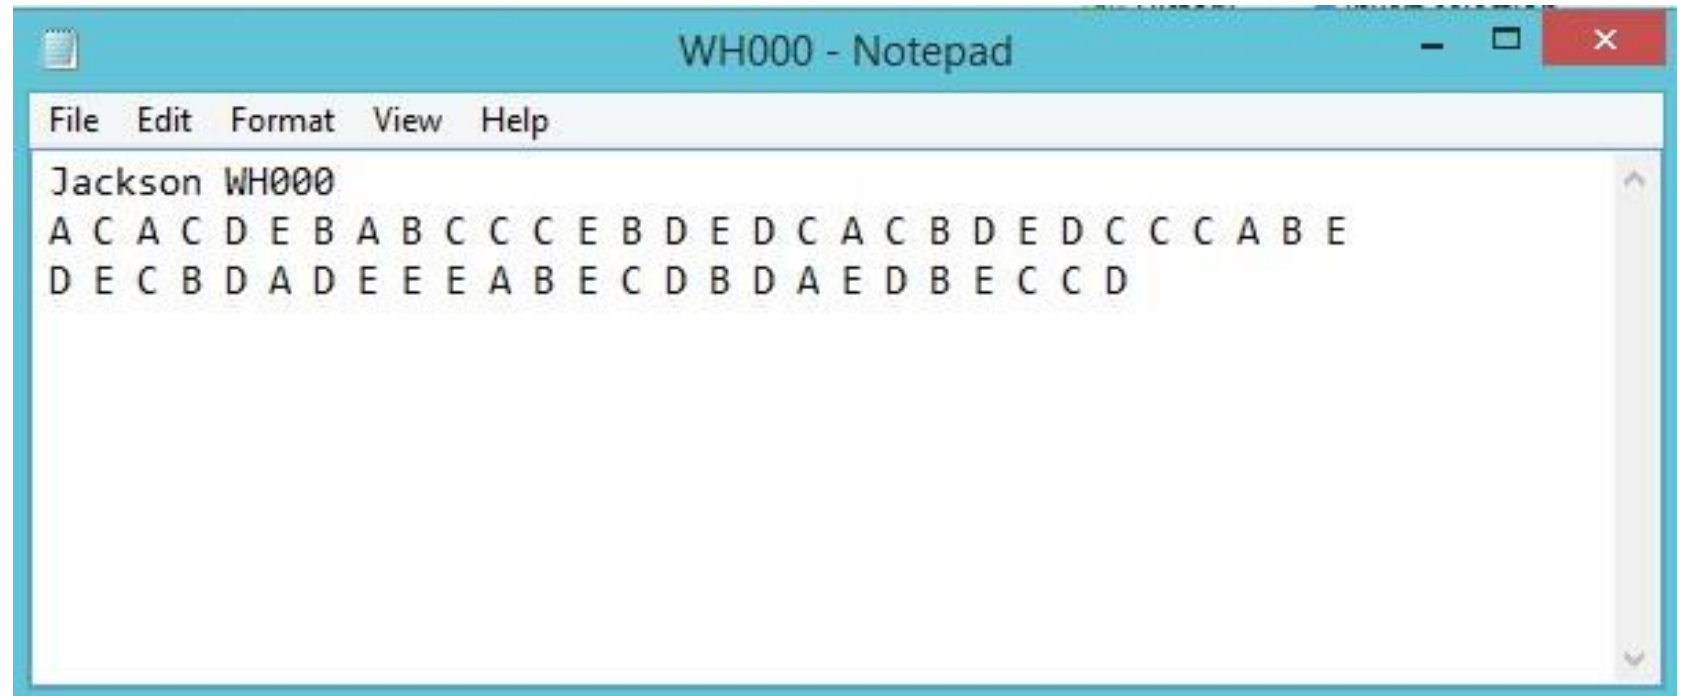 WH000 - Notepad
File Edit Format View Help
Jackson WH000
A C A C D E B A B C C C E B D E D C A C B D E D C C C A B E
D E C B D A D E E E A B E C D B D A E D B E C C D